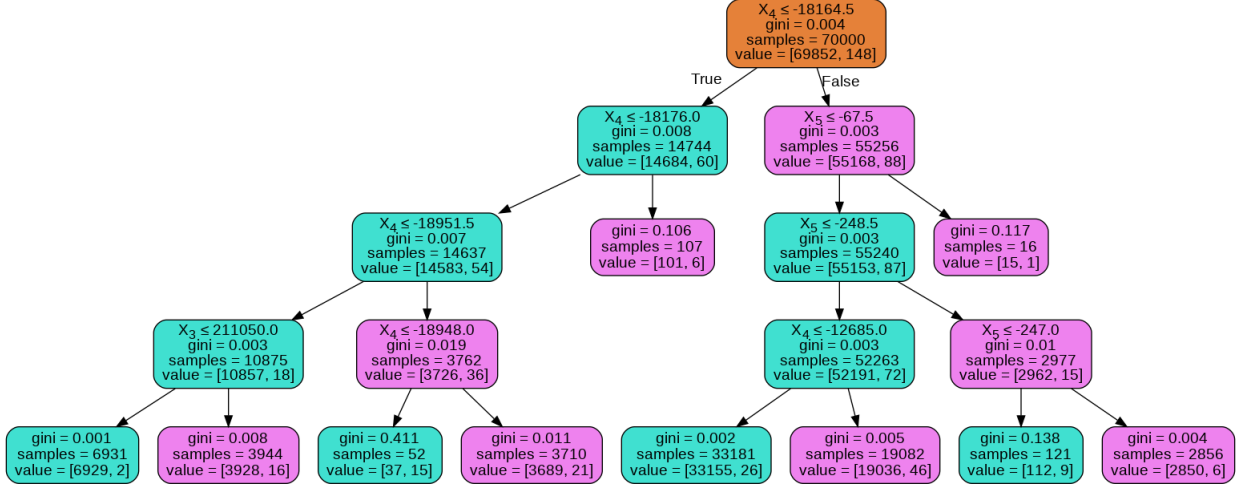 X4 ≤ -18164.5
gini = 0.004
samples = 70000
value = [69852, 148]
True
False
X4 ≤ -18176.0
gini = 0.008
samples = 14744
value = [14684, 60]
X5 ≤ -67.5
gini = 0.003
samples = 55256
value = [55168, 88]
X4 ≤ -18951.5
gini = 0.007
samples = 14637
value = [14583, 54]
gini = 0.106
samples = 107
value = [101, 6]
X5 ≤ -248.5
gini = 0.003
samples = 55240
value = [55153, 87]
gini = 0.117
samples = 16
value = [15, 1]
X3 ≤ 211050.0
gini = 0.003
samples = 10875
value = [10857, 18]
X4 ≤ -18948.0
gini = 0.019
samples = 3762
value = [3726, 36]
X4 ≤ -12685.0
gini = 0.003
samples = 52263
value = [52191, 72]
X5 ≤ -247.0
gini = 0.01
samples = 2977
value = [2962, 15]
gini = 0.001
samples = 6931
value = [6929, 2]
gini = 0.008
samples = 3944
value = [3928, 16]
gini = 0.411
samples = 52
value = [37, 15]
gini = 0.011
samples = 3710
value = [3689, 21]
gini = 0.002
samples = 33181
value = [33155, 26]
gini = 0.005
samples = 19082
value = [19036, 46]
gini = 0.138
samples = 121
value = [112, 9]
gini = 0.004
samples = 2856
value = [2850, 6]